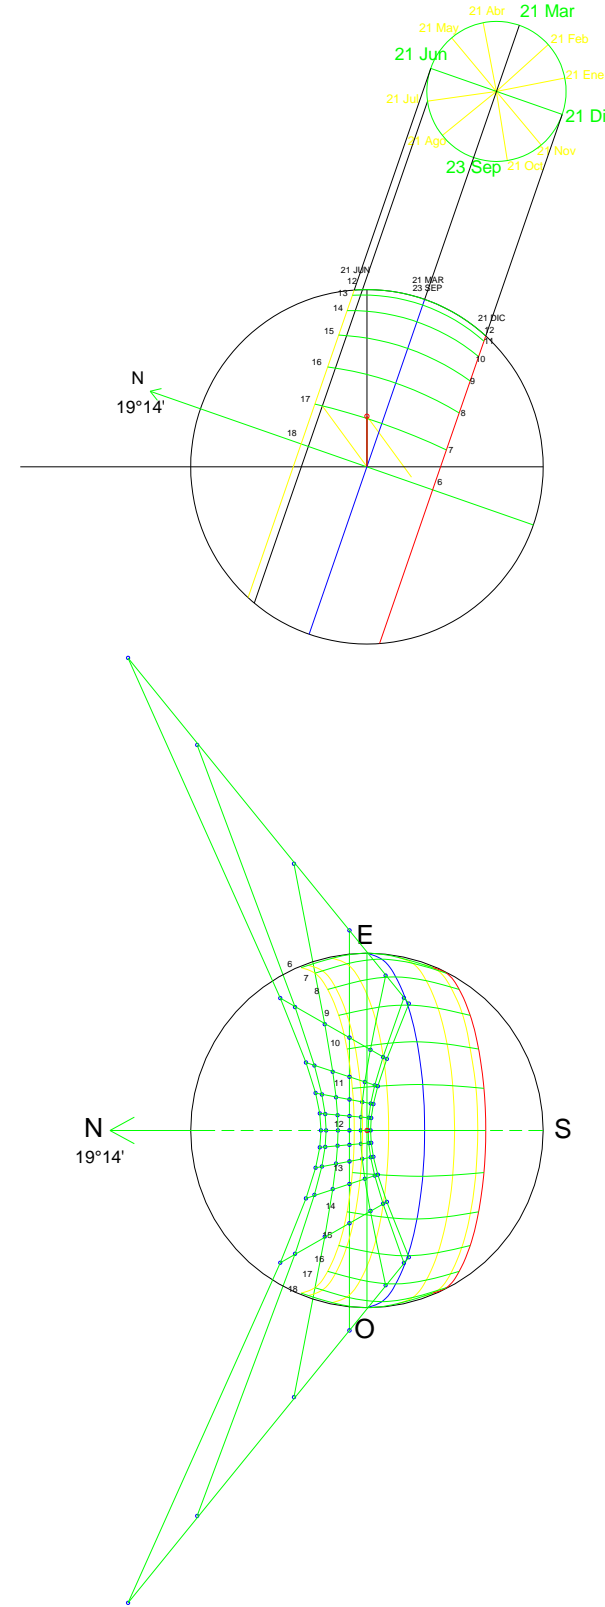 21 Abr
21 Mar
21 May
21 Feb
21 Jun
21 Ene
21 Jul
21 Di
21 Ago
21 Nov
23 Sep
21 Oct
21 JUN
12
21 MAR
23 SEP
13
14
21 DIC
12
11
15
10
16
9
N
19°14'
17
8
18
7
6
E
6
7
8
9
10
11
N
12
S
19°14'
13
14
15
16
17
18
O